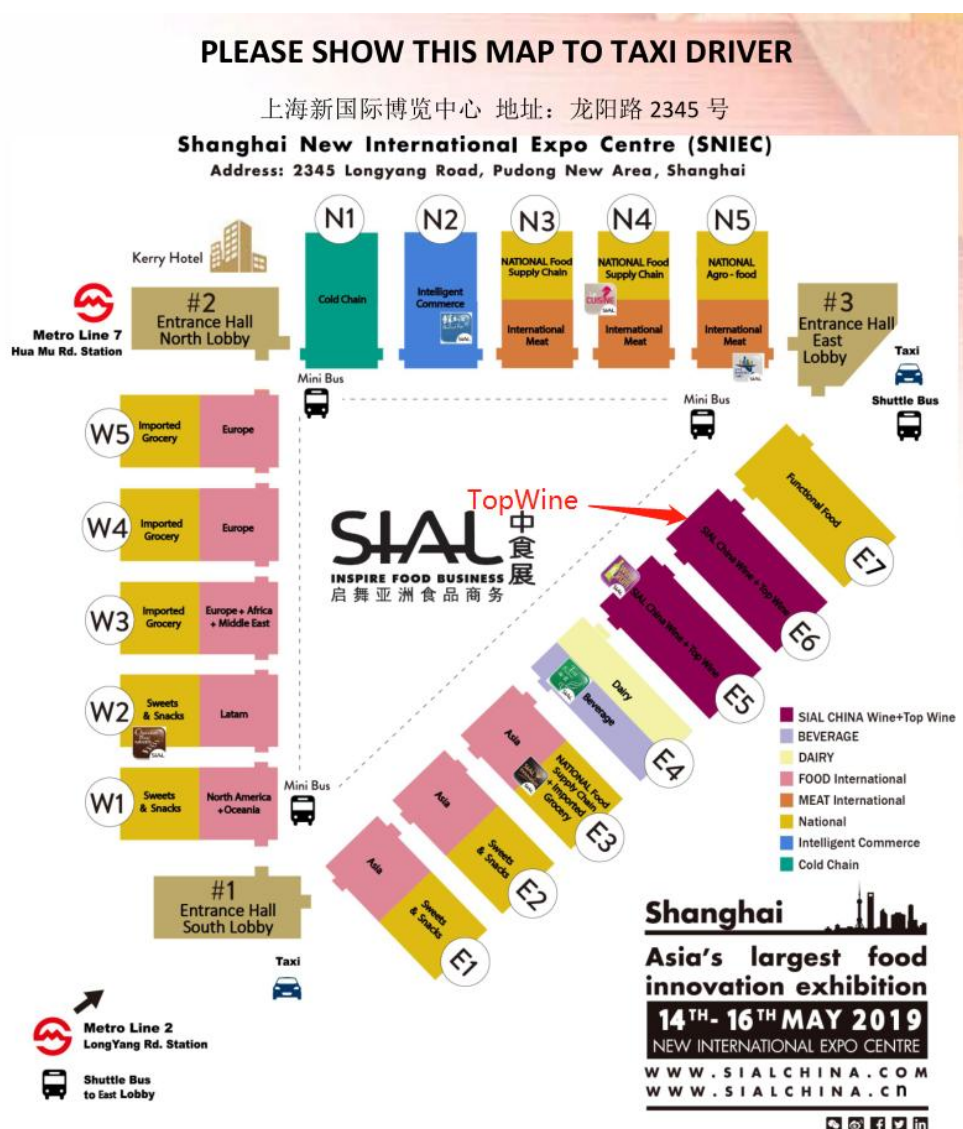 PLEASE SHOW THIS MAP TO TAXI DRIVER
上海新国际博览中心 地址：龙阳路 2345 号
Shanghai New International Expo Centre (SNIEC)
Address: 2345 Longyang Road, Pudong New Area, Shanghai
N1
N2
N3
N4
N5
Kerry Hotel
#2
Entrance Hall
North Lobby
Metro Line 7
Hua Mu Rd. Station
Cold Chain
Intelligent
Commerce
SIAL
NATIONAL Food
Supply Chain
International
Meat
NATIONAL Food
Supply Chain
CUISINE
SIAL
International
Meat
NATIONAL
Agro - food
International
Meat
SIAL
#3
Entrance Hall
East
Lobby
Taxi
Shuttle Bus
Mini Bus
Mini Bus
W5
Imported
Grocery
Europe
W4
Imported
Grocery
Europe
W3
Imported
Grocery
Europe + Africa
+ Middle East
W2
Sweets
& Snacks
SIAL
Latam
W1
Sweets
& Snacks
North America
+Oceania
Mini Bus
TopWine
SIAL
中食展
INSPIRE FOOD BUSINESS
启舞亚洲食品商务
Functional Food
E7
SIAL China Wine + Top Wine
E6
SIAL China Wine + Top Wine
E5
SIAL
Dairy
Beverage
SIAL
E4
Asia
NATIONAL Food
Supply Chain
+ Imported
Grocery
SIAL
E3
Asia
Sweets
& Snacks
E2
Asia
Sweets
& Snacks
E1
#1
Entrance Hall
South Lobby
Taxi
Metro Line 2
LongYang Rd. Station
Shuttle Bus
to East Lobby
SIAL CHINA Wine+Top Wine
BEVERAGE
DAIRY
FOOD International
MEAT International
National
Intelligent Commerce
Cold Chain
Shanghai
Asia's largest food
innovation exhibition
14TH- 16TH MAY 2019
NEW INTERNATIONAL EXPO CENTRE
WWW.SIALCHINA.COM
WWW.SIALCHINA.cn